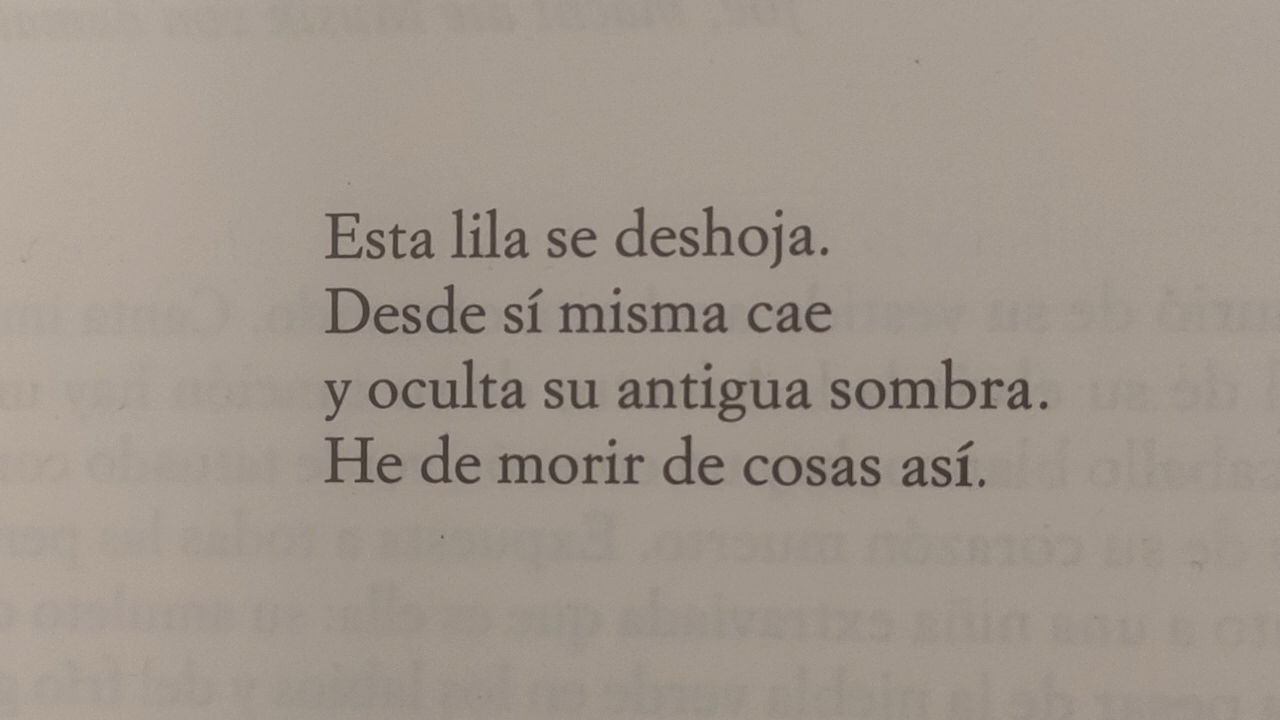 Esta lila se deshoja.
Desde sí misma cae
y oculta su antigua sombra.
He de morir de cosas así.